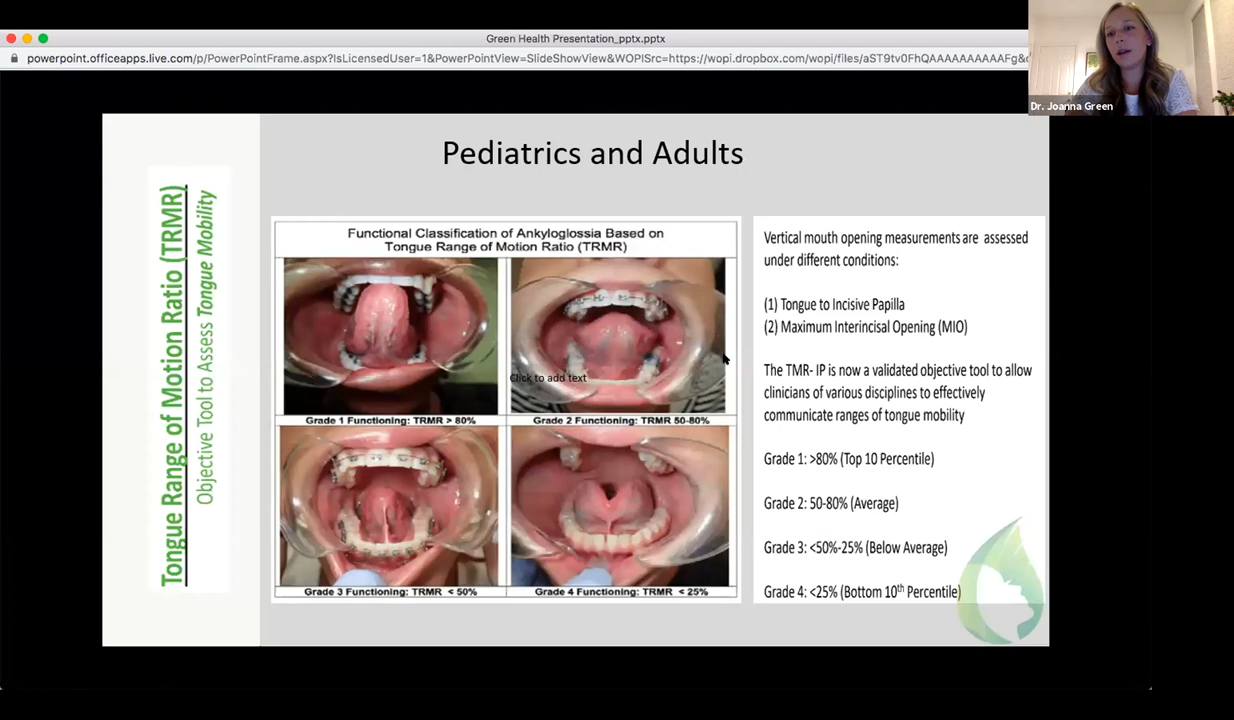 Green Health Presentation_pptx.pptx
powerpoint.officeapps.live.com/p/PowerPointFrame.aspx?IsLicensedUser=1&PowerPointView=SlideShowView&WOPISrc=https://wopi.dropbox.com/wopi/files/aST9tv0FhQAAAAAAAAAAFg&
Dr. Joanna Green
Tongue Range of Motion Ratio (TRMR)
Objective Tool to Assess Tongue Mobility
Pediatrics and Adults
Functional Classification of Ankyloglossia Based on
Tongue Range of Motion Ratio (TRMR)
Click to add text
Grade 1 Functioning: TRMR > 80%
Grade 2 Functioning: TRMR 50-80%
Grade 3 Functioning: TRMR < 50%
Grade 4 Functioning: TRMR < 25%
Vertical mouth opening measurements are assessed
under different conditions:
(1) Tongue to Incisive Papilla
(2) Maximum Interincisal Opening (MIO)
The TMR- IP is now a validated objective tool to allow
clinicians of various disciplines to effectively
communicate ranges of tongue mobility
Grade 1: >80% (Top 10 Percentile)
Grade 2: 50-80% (Average)
Grade 3: <50%-25% (Below Average)
Grade 4: <25% (Bottom 10th Percentile)